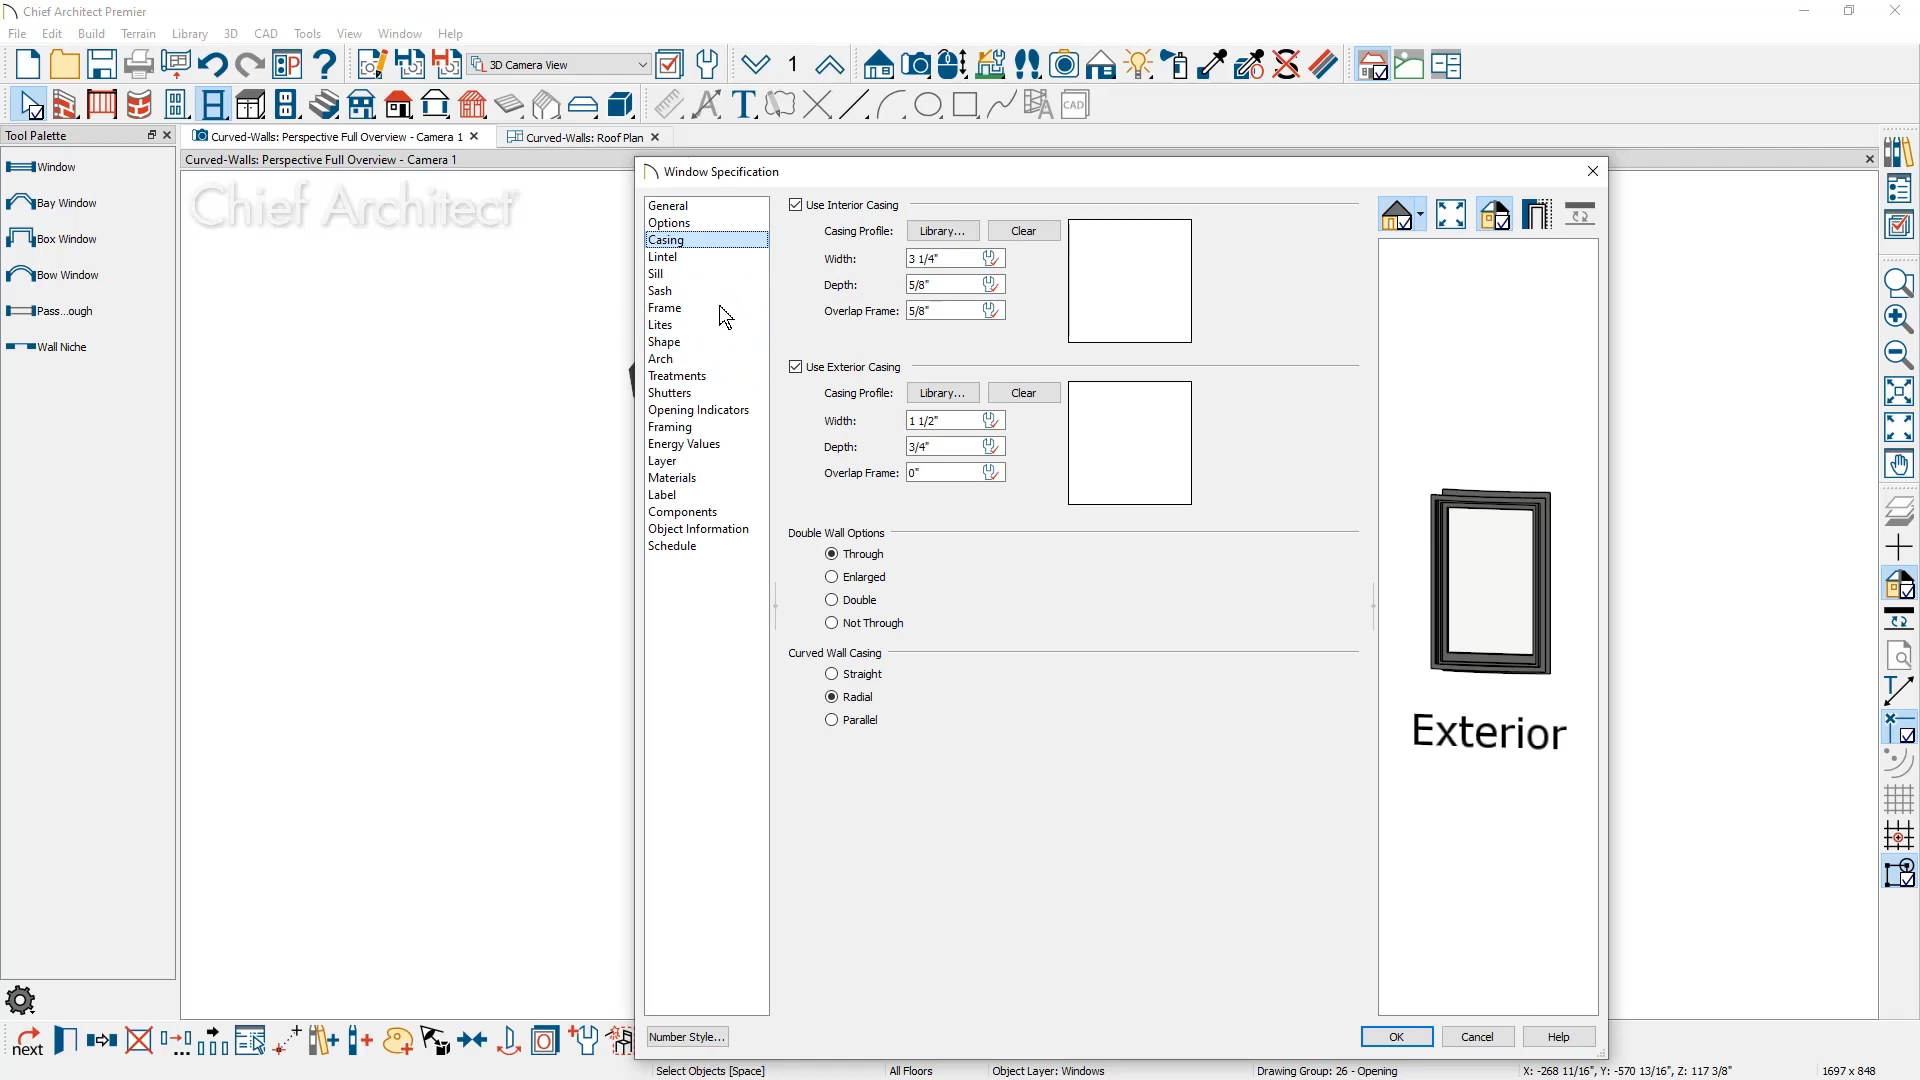 Chief Architect Premier
File Edit Build Terrain Library 3D CAD Tools View Window Help
3D Camera View
1
CAD
Tool Palette
Curved-Walls: Perspective Full Overview - Camera 1
Curved-Walls: Roof Plan
Curved-Walls: Perspective Full Overview - Camera 1
Chief Architect
Window
Bay Window
Box Window
Bow Window
Pass...ough
Wall Niche
Window Specification
General
Options
Casing
Lintel
Sill
Sash
Frame
Lites
Shape
Arch
Treatments
Shutters
Opening Indicators
Framing
Energy Values
Layer
Materials
Label
Components
Object Information
Schedule
Use Interior Casing
Casing Profile: Library... Clear
Width: 3 1/4"
Depth: 5/8"
Overlap Frame: 5/8"
Use Exterior Casing
Casing Profile: Library... Clear
Width: 1 1/2"
Depth: 3/4"
Overlap Frame: 0"
Double Wall Options
Through
Enlarged
Double
Not Through
Curved Wall Casing
Straight
Radial
Parallel
Exterior
Number Style... OK Cancel Help
next
Select Objects [Space] All Floors Object Layer: Windows Drawing Group: 26 - Opening X: -268 11/16", Y: -570 13/16", Z: 117 3/8" 1697 x 848